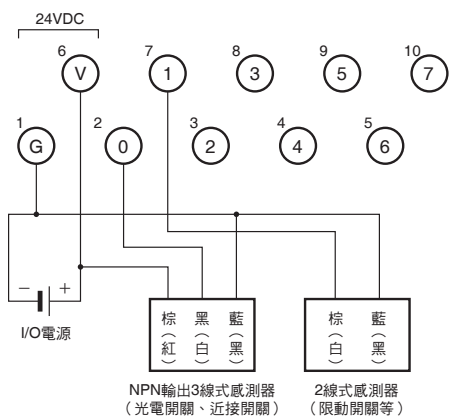 24VDC
6 7 8 9 10
V 1 3 5 7
1 2 3 4 5
G 0 2 4 6
− +
I/O電源
棕（紅） 黑（白） 藍（黑）
棕（白） 藍（黑）
NPN輸出3線式感測器
（光電開關、近接開關）
2線式感測器
（限動開關等）